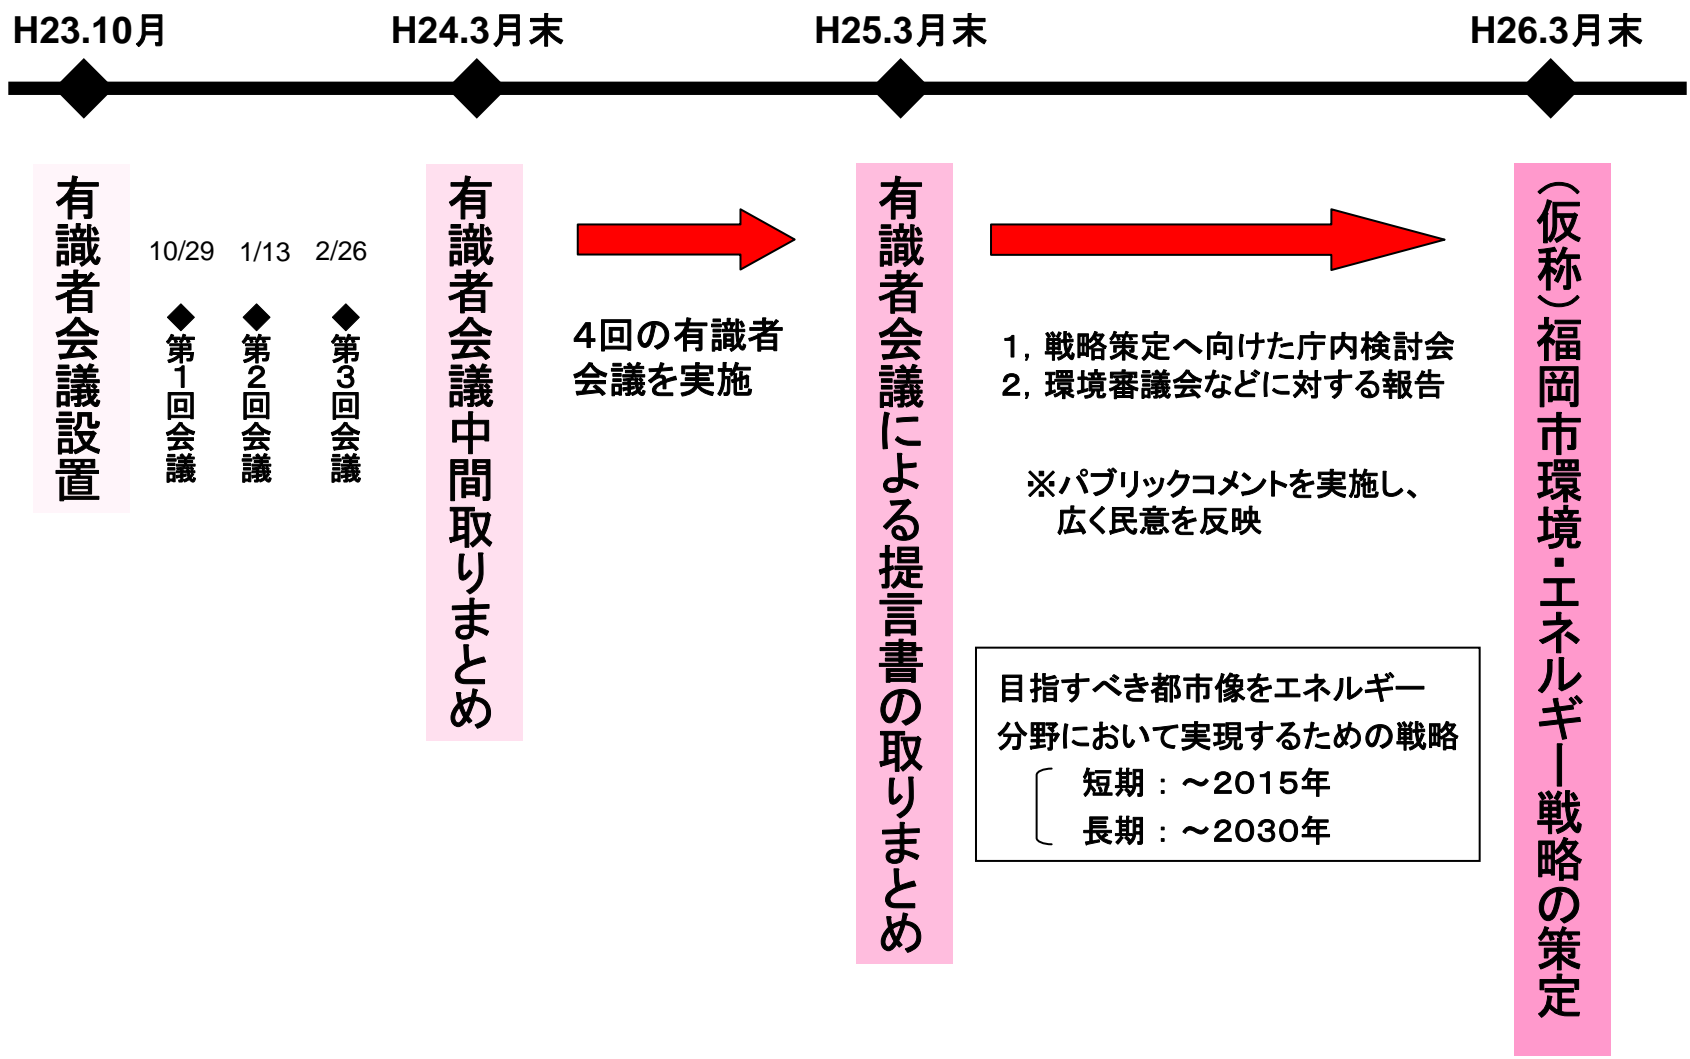 H23.10月
H24.3月末
H25.3月末
H26.3月末
有識者会議設置
10/29
1/13
2/26
◆第1回会議
◆第2回会議
◆第3回会議
有識者会議中間取りまとめ
４回の有識者
会議を実施
有識者会議による提言書の取りまとめ
１，戦略策定へ向けた庁内検討会
２，環境審議会などに対する報告
※パブリックコメントを実施し、
広く民意を反映
目指すべき都市像をエネルギー
分野において実現するための戦略
短期：～２０１５年
長期：～２０３０年
（仮称）福岡市環境・エネルギー戦略の策定